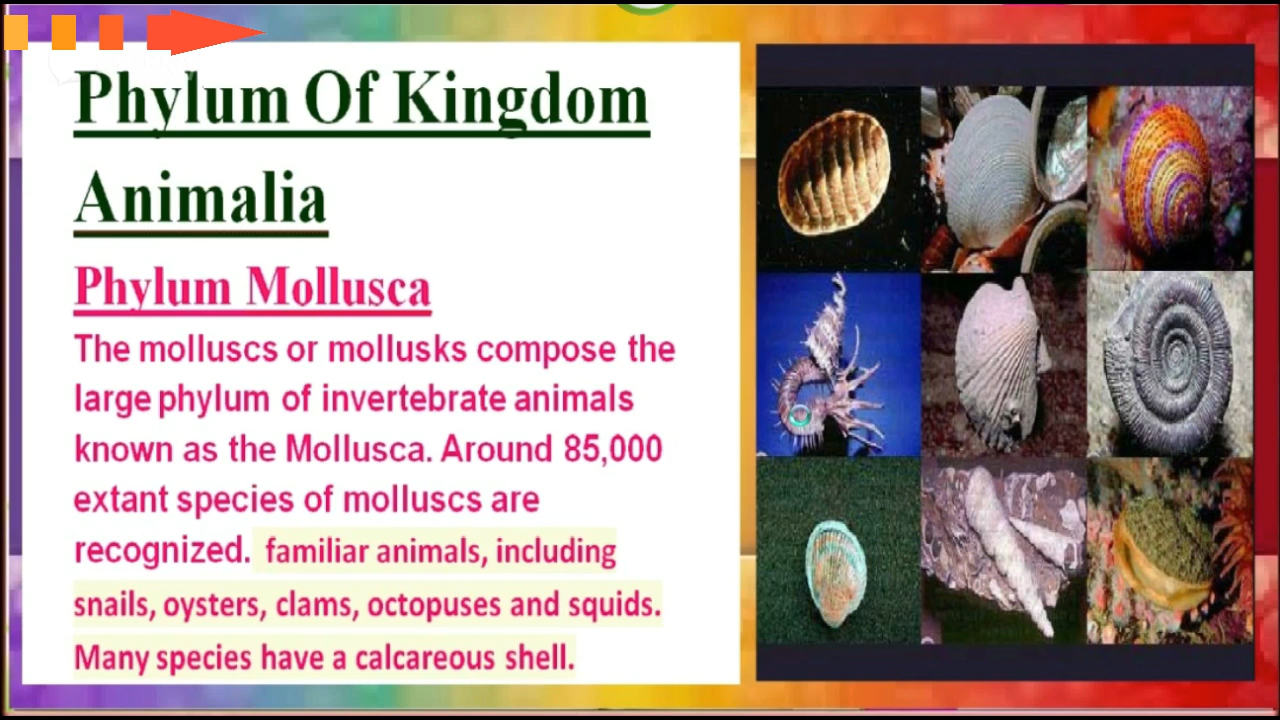 Phylum Of Kingdom
Animalia
Phylum Mollusca
The molluscs or mollusks compose the
large phylum of invertebrate animals
known as the Mollusca. Around 85,000
extant species of molluscs are
recognized. familiar animals, including
snails, oysters, clams, octopuses and squids.
Many species have a calcareous shell.